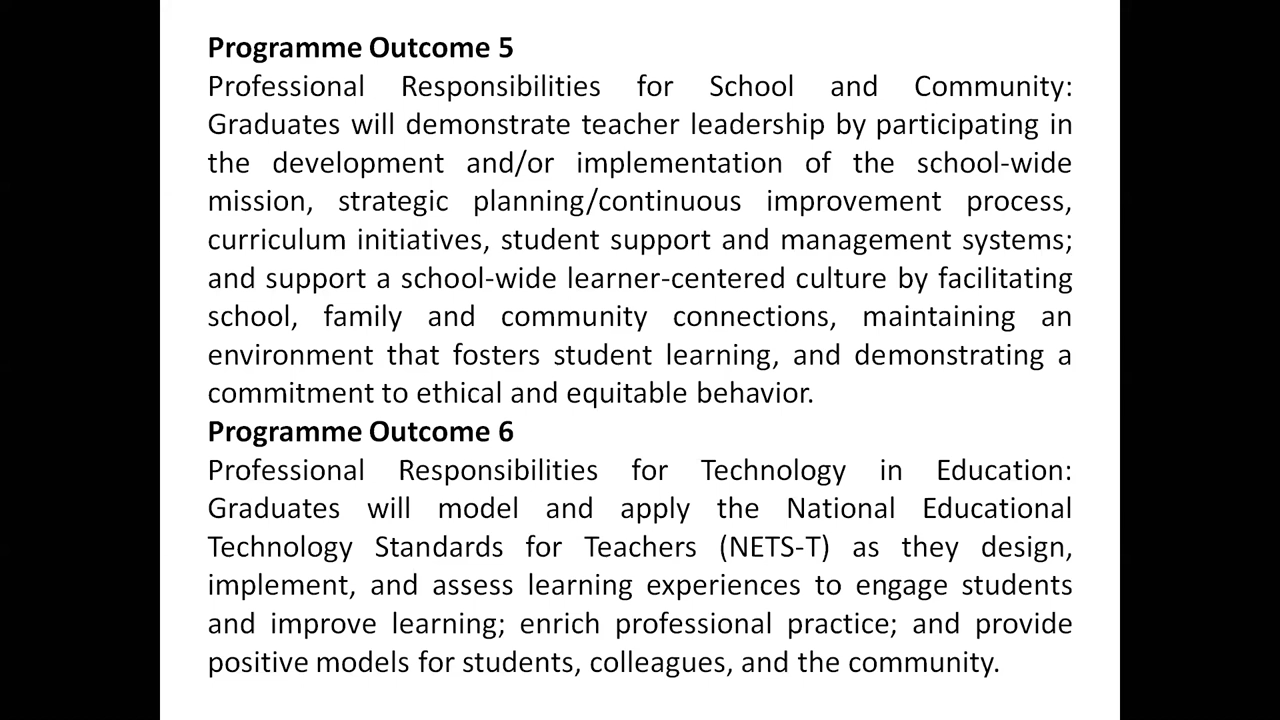 Programme Outcome 5
Professional Responsibilities for School and Community:
Graduates will demonstrate teacher leadership by participating in
the development and/or implementation of the school-wide
mission, strategic planning/continuous improvement process,
curriculum initiatives, student support and management systems;
and support a school-wide learner-centered culture by facilitating
school, family and community connections, maintaining an
environment that fosters student learning, and demonstrating a
commitment to ethical and equitable behavior.
Programme Outcome 6
Professional Responsibilities for Technology in Education:
Graduates will model and apply the National Educational
Technology Standards for Teachers (NETS-T) as they design,
implement, and assess learning experiences to engage students
and improve learning; enrich professional practice; and provide
positive models for students, colleagues, and the community.